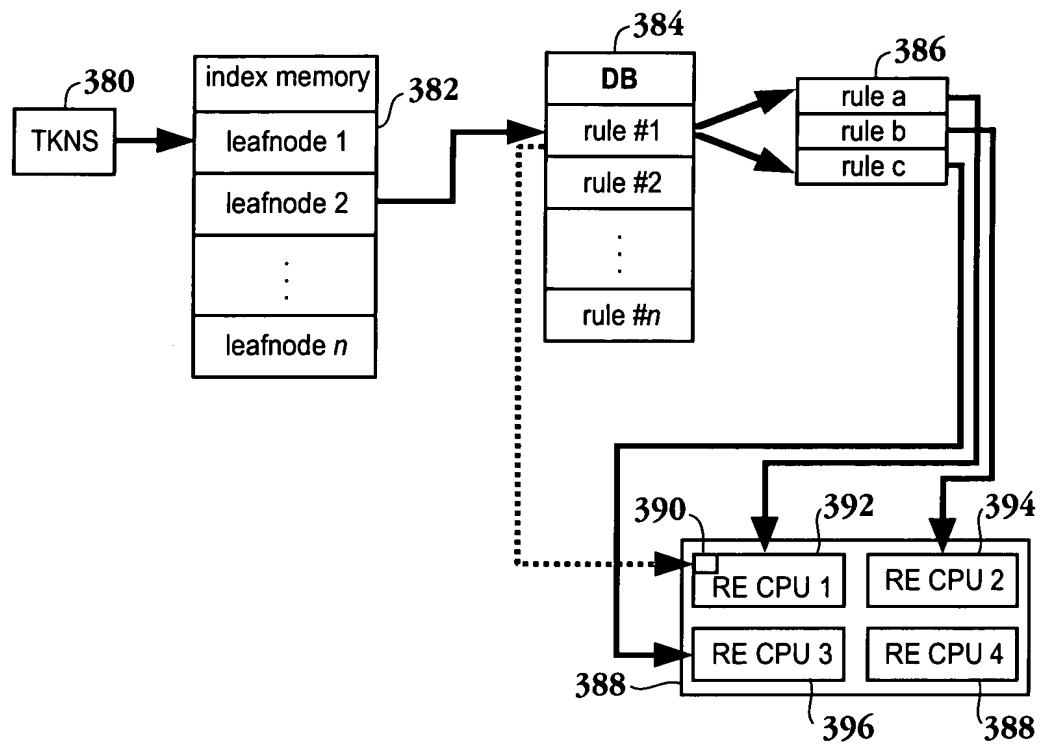 380
TKNS
index memory
382
leafnode 1
leafnode 2
leafnode n
384
DB
rule #1
rule #2
rule #n
386
rule a
rule b
rule c
390
392
394
RE CPU 1
RE CPU 2
RE CPU 3
RE CPU 4
388
396
388